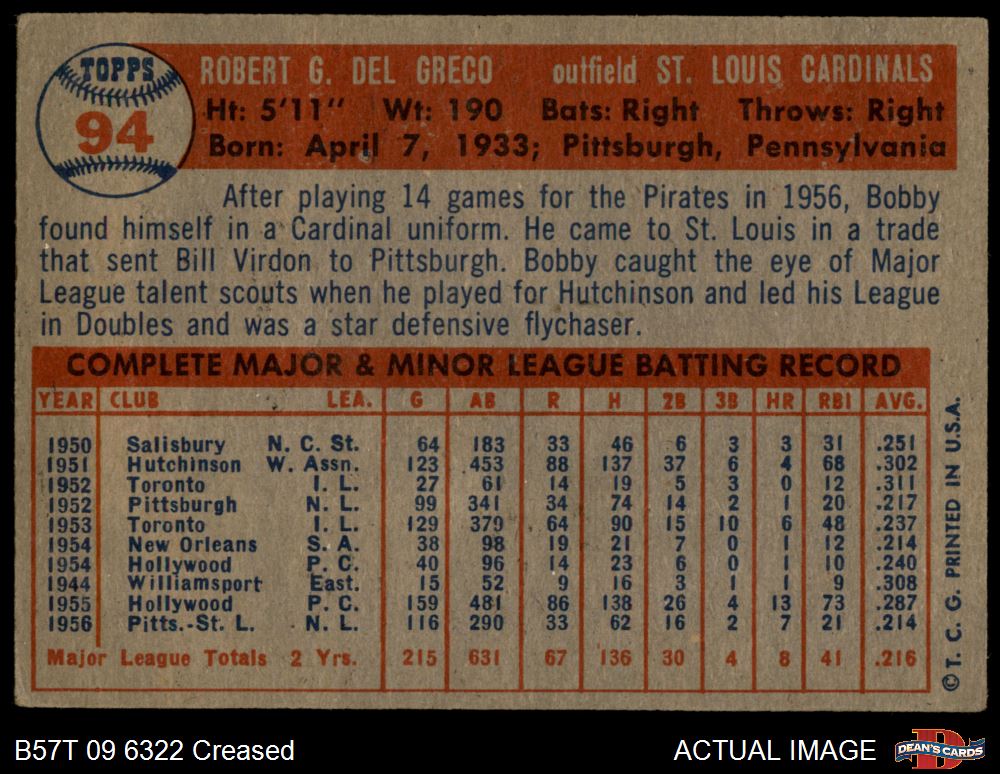 TOPPS
94
ROBERT G. DEL GRECO outfield ST. LOUIS CARDINALS
Ht: 5'11" Wt: 190 Bats: Right Throws: Right
Born: April 7, 1933; Pittsburgh, Pennsylvania
After playing 14 games for the Pirates in 1956, Bobby
found himself in a Cardinal uniform. He came to St. Louis in a trade
that sent Bill Virdon to Pittsburgh. Bobby caught the eye of Major
League talent scouts when he played for Hutchinson and led his League
in Doubles and was a star defensive flychaser.
COMPLETE MAJOR & MINOR LEAGUE BATTING RECORD
YEAR CLUB LEA. G AB R H 2B 3B HR RBI AVG.
1950 Salisbury N. C. St. 64 183 33 46 6 3 3 31 .251
1951 Hutchinson W. Assn. 123 453 88 137 37 6 4 68 .302
1952 Toronto I. L. 27 61 14 19 5 3 0 12 .311
1952 Pittsburgh N. L. 99 341 34 74 14 2 1 20 .217
1953 Toronto I. L. 129 379 64 90 15 10 6 48 .237
1954 New Orleans S. A. 38 98 19 21 7 0 1 12 .214
1954 Hollywood P. C. 40 96 14 23 6 0 1 10 .240
1944 Williamsport East. 15 52 9 16 3 1 1 9 .308
1955 Hollywood P. C. 159 481 86 138 26 4 13 73 .287
1956 Pitts.-St. L. N. L. 116 290 33 62 16 2 7 21 .214
Major League Totals 2 Yrs. 215 631 67 136 30 4 8 41 .216
©T. C. G. PRINTED IN U.S.A.
B57T 09 6322 Creased
ACTUAL IMAGE
D
DEAN'S CARDS